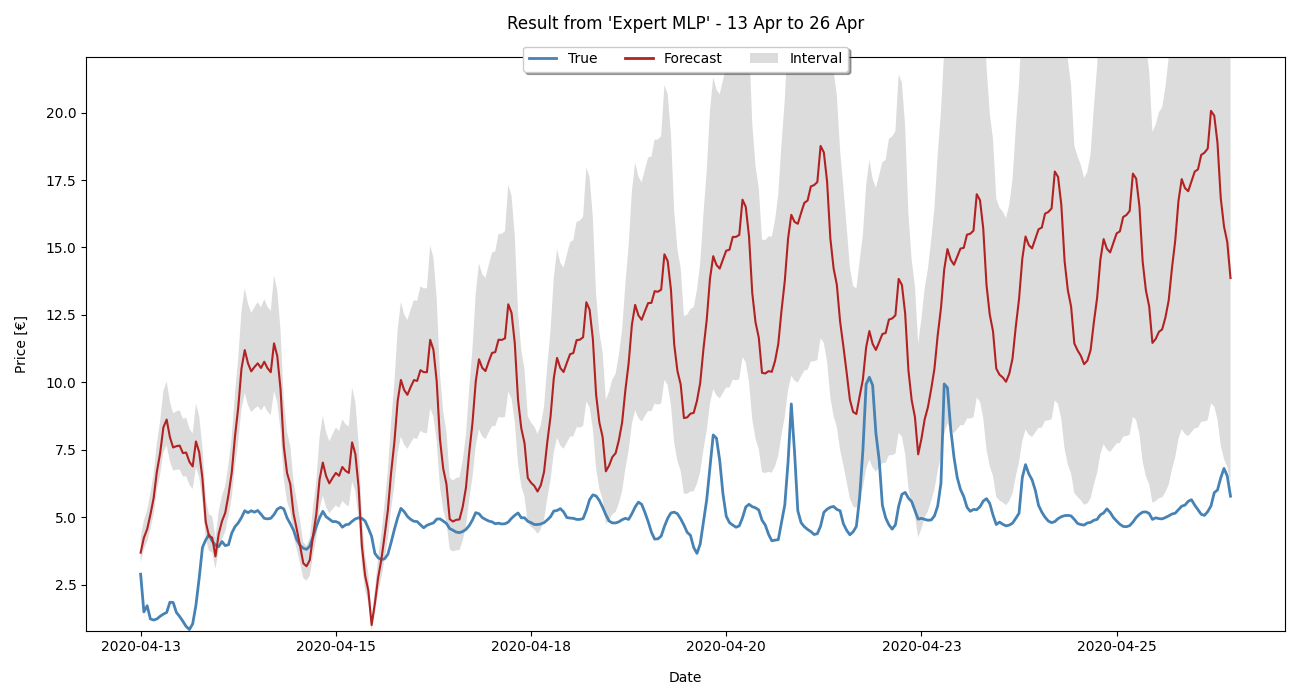 Result from 'Expert MLP' - 13 Apr to 26 Apr
True Forecast Interval
20.0
17.5
15.0
12.5
10.0
7.5
5.0
2.5
Price [€]
2020-04-13 2020-04-15 2020-04-18 2020-04-20 2020-04-23 2020-04-25
Date